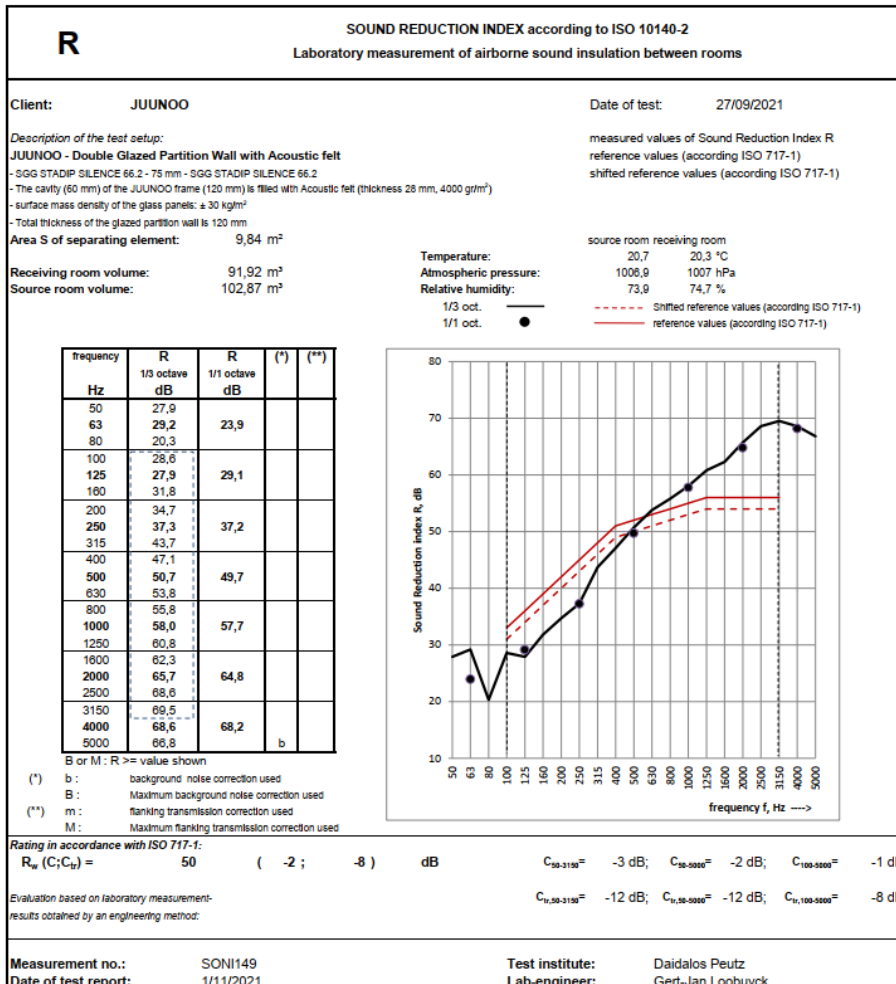 R
SOUND REDUCTION INDEX according to ISO 10140-2
Laboratory measurement of airborne sound insulation between rooms
Client: JUUNOO
Date of test: 27/09/2021
Description of the test setup:
JUUNOO - Double Glazed Partition Wall with Acoustic felt
- SGG STADIP SILENCE 66.2 - 75 mm - SGG STADIP SILENCE 66.2
- The cavity (60 mm) of the JUUNOO frame (120 mm) is filled with Acoustic felt (thickness 28 mm, 4000 gr/m²)
- surface mass density of the glass panels: ± 30 kg/m²
- Total thickness of the glazed partition wall is 120 mm
measured values of Sound Reduction Index R
reference values (according ISO 717-1)
shifted reference values (according ISO 717-1)
Area S of separating element: 9,84 m²
Receiving room volume: 91,92 m³
Source room volume: 102,87 m³
source room receiving room
Temperature: 20,7 20,3 °C
Atmospheric pressure: 1006,9 1007 hPa
Relative humidity: 73,9 74,7 %
1/3 oct. Shifted reference values (according ISO 717-1)
1/1 oct. reference values (according ISO 717-1)
frequency R R (*) (**)
1/3 octave 1/1 octave
Hz dB dB
50 27,9
63 29,2 23,9
80 20,3
100 28,6
125 27,9 29,1
160 31,8
200 34,7
250 37,3 37,2
315 43,7
400 47,1
500 50,7 49,7
630 53,8
800 55,8
1000 58,0 57,7
1250 60,8
1600 62,3
2000 65,7 64,8
2500 68,6
3150 69,5
4000 68,6 68,2
5000 66,8 b
B or M : R >= value shown
(*) b : background noise correction used
B : Maximum background noise correction used
(**) m : flanking transmission correction used
M : Maximum flanking transmission correction used
80
70
60
50
40
30
20
10
Sound Reduction index R, dB
50 63 80 100 125 160 200 250 315 400 500 630 800 1000 1250 1600 2000 2500 3150 4000 5000
frequency f, Hz ---->
Rating in accordance with ISO 717-1:
Rw (C;Ctr) = 50 ( -2 ; -8 ) dB
C50-3150= -3 dB; C50-5000= -2 dB; C100-5000= -1 d
Evaluation based on laboratory measurement-
results obtained by an engineering method:
Ctr,50-3150= -12 dB; Ctr,50-5000= -12 dB; Ctr,100-5000= -8 d
Measurement no.: SONI149
Test institute: Daidalos Peutz
Date of test report: 1/11/2021
Lab-engineer: Gert-Jan Loobuyck